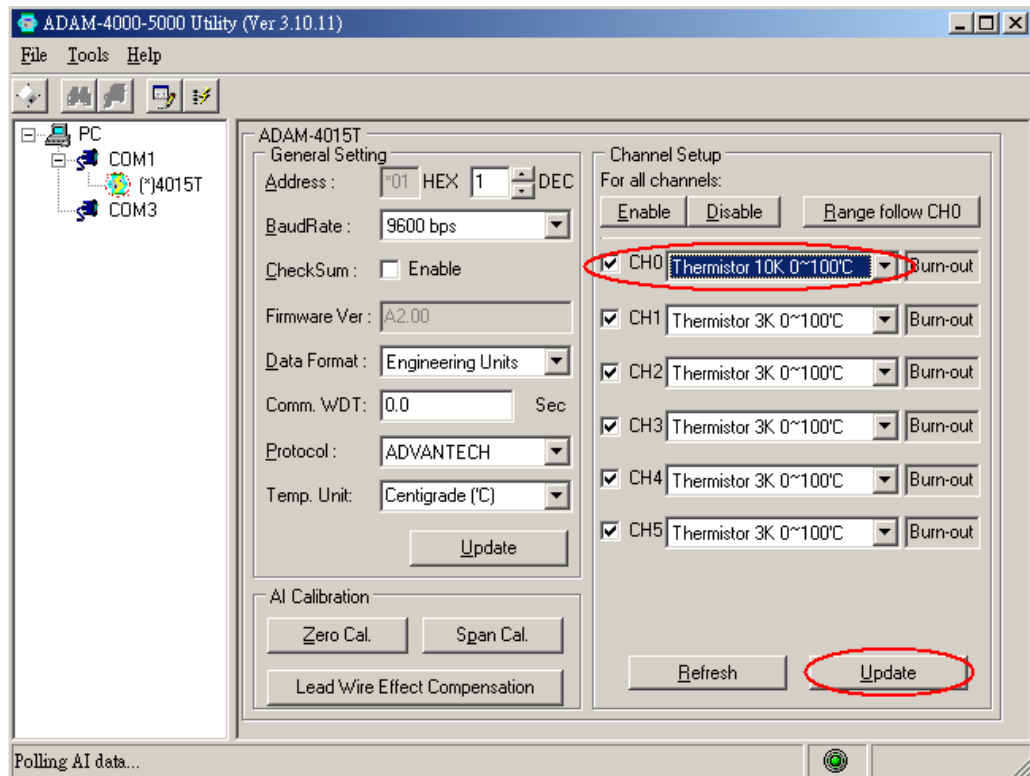 ADAM-4000-5000 Utility (Ver 3.10.11)
File Tools Help
PC
COM1
(*)4015T
COM3
ADAM-4015T
General Setting
Address : *01 HEX 1 DEC
BaudRate : 9600 bps
CheckSum : Enable
Firmware Ver : A2.00
Data Format : Engineering Units
Comm. WDT: 0.0 Sec
Protocol : ADVANTECH
Temp. Unit: Centigrade ('C)
Update
AI Calibration
Zero Cal. Span Cal.
Lead Wire Effect Compensation
Channel Setup
For all channels:
Enable Disable Range follow CH0
CH0 Thermistor 10K 0~100'C Burn-out
CH1 Thermistor 3K 0~100'C Burn-out
CH2 Thermistor 3K 0~100'C Burn-out
CH3 Thermistor 3K 0~100'C Burn-out
CH4 Thermistor 3K 0~100'C Burn-out
CH5 Thermistor 3K 0~100'C Burn-out
Refresh Update
Polling AI data...